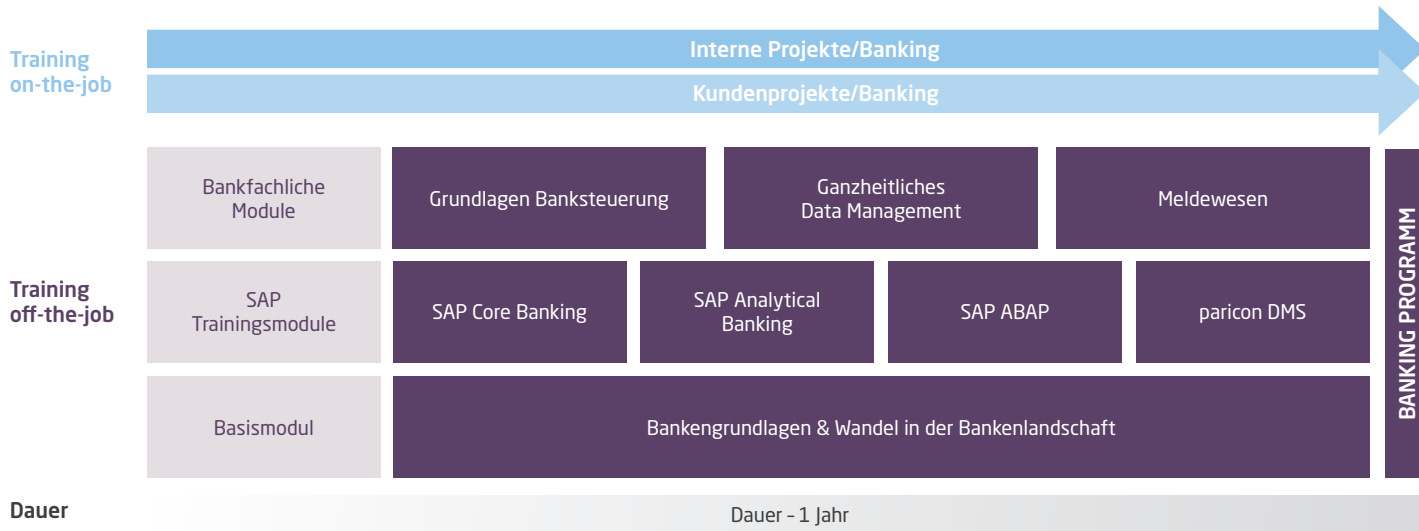 Training
on-the-job
Interne Projekte/Banking
Kundenprojekte/Banking
Training
off-the-job
Bankfachliche
Module
Grundlagen Banksteuerung
Ganzheitliches
Data Management
Meldewesen
SAP
Trainingsmodule
SAP Core Banking
SAP Analytical
Banking
SAP ABAP
paricon DMS
Basismodul
Bankengrundlagen & Wandel in der Bankenlandschaft
BANKING PROGRAMM
Dauer
Dauer – 1 Jahr